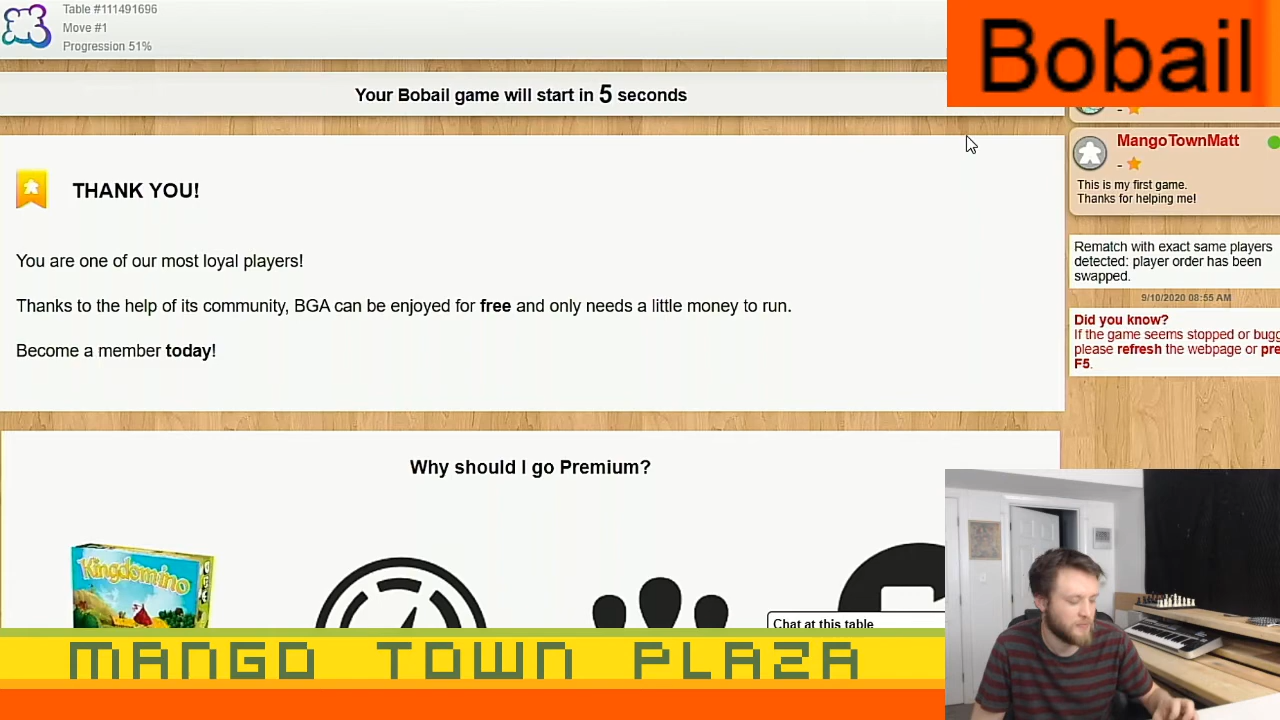 Table #111491696
Move #1
Progression 51%
Bobail
Your Bobail game will start in 5 seconds
MangoTownMatt
-
This is my first game.
Thanks for helping me!
THANK YOU!
You are one of our most loyal players!
Thanks to the help of its community, BGA can be enjoyed for free and only needs a little money to run.
Become a member today!
Rematch with exact same players
detected: player order has been
swapped.
9/10/2020 08:55 AM
Did you know?
If the game seems stopped or bugg
please refresh the webpage or pre
F5.
Why should I go Premium?
Kingdomino
Chat at this table
MANGO TOWN PLAZA